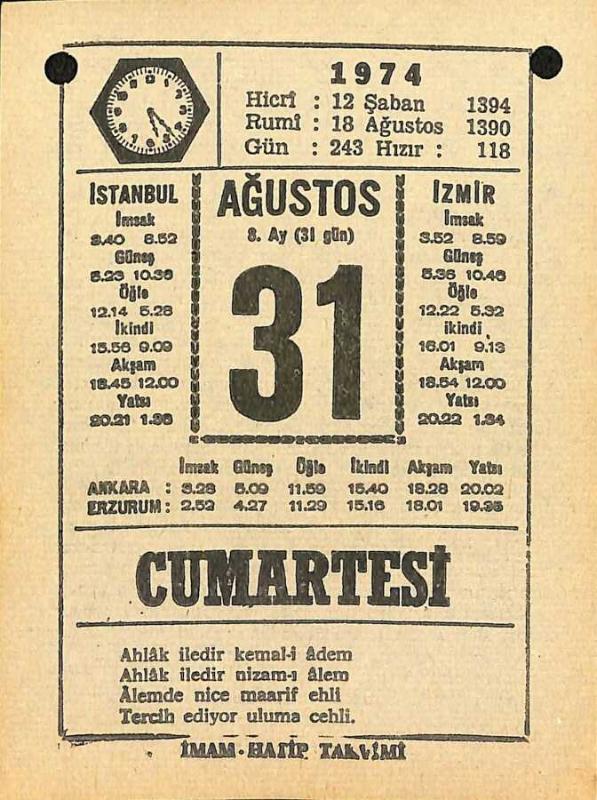 1974
Hicrî : 12 Şaban 1394
Rumî : 18 Ağustos 1390
Gün : 243 Hızır : 118
İSTANBUL
İmsak
3.40 8.52
Güneş
5.23 10.36
Öğle
12.14 5.28
İkindi
15.56 9.09
Akşam
18.45 12.00
Yatsı
20.21 1.36
AĞUSTOS
8. Ay (31 gün)
31
İZMİR
İmsak
3.52 8.59
Güneş
5.36 10.45
Öğle
12.22 5.32
ikindi
16.01 9.13
Akşam
18.54 12.00
Yatsı
20.22 1.34
İmsak Güneş Öğle İkindi Akşam Yatsı
ANKARA : 3.28 5.09 11.59 15.40 18.28 20.02
ERZURUM : 2.52 4.27 11.29 15.16 18.01 19.35
CUMARTESİ
Ahlâk iledir kemal-i âdem
Ahlâk iledir nizam-ı âlem
Âlemde nice maarif ehli
Tercih ediyor uluma cehli.
İMAM - HATİP TAKVİMİ